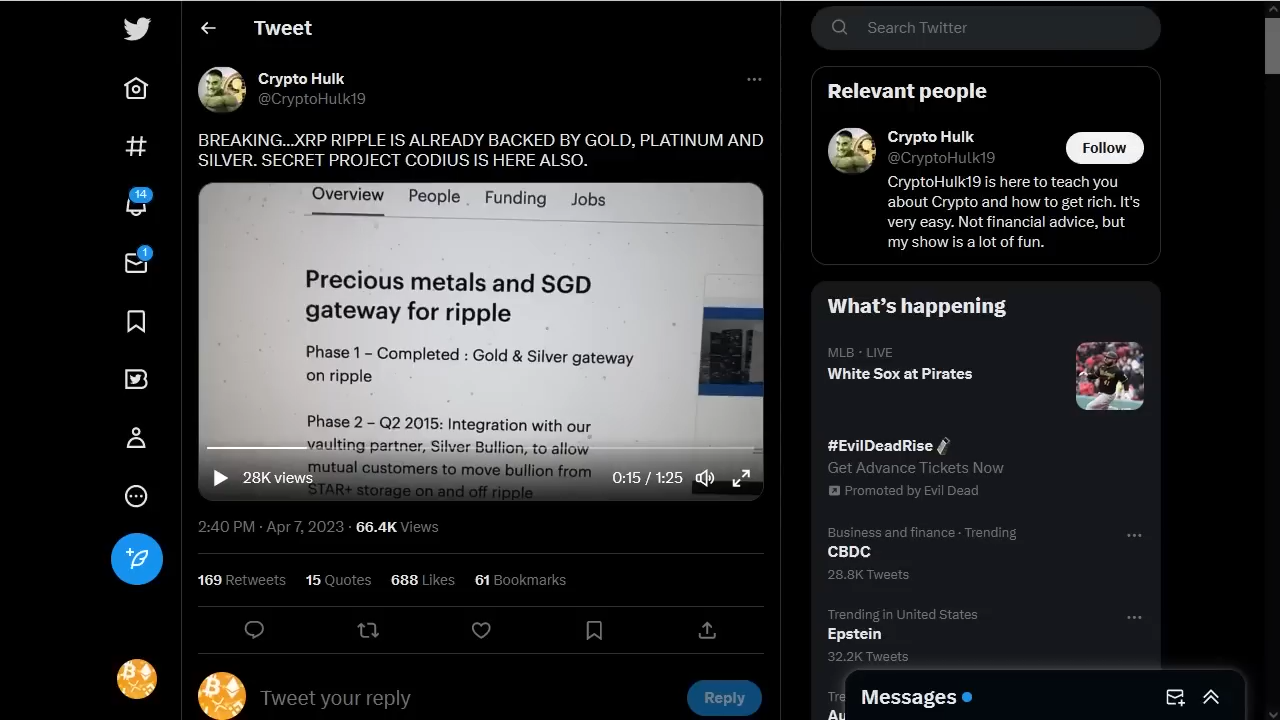 Tweet
Search Twitter
Crypto Hulk
@CryptoHulk19
BREAKING...XRP RIPPLE IS ALREADY BACKED BY GOLD, PLATINUM AND
SILVER. SECRET PROJECT CODIUS IS HERE ALSO.
Overview People Funding Jobs
Precious metals and SGD
gateway for ripple
Phase 1 – Completed : Gold & Silver gateway
on ripple
Phase 2 – Q2 2015: Integration with our
vaulting partner, Silver Bullion, to allow
mutual customers to move bullion from
STAR+ storage on and off ripple
28K views
0:15 / 1:25
2:40 PM · Apr 7, 2023 · 66.4K Views
169 Retweets 15 Quotes 688 Likes 61 Bookmarks
Tweet your reply
Reply
14
1
Relevant people
Crypto Hulk
@CryptoHulk19
Follow
CryptoHulk19 is here to teach you
about Crypto and how to get rich. It's
very easy. Not financial advice, but
my show is a lot of fun.
What's happening
MLB · LIVE
White Sox at Pirates
#EvilDeadRise
Get Advance Tickets Now
Promoted by Evil Dead
Business and finance · Trending
CBDC
28.8K Tweets
Trending in United States
Epstein
32.2K Tweets
Messages